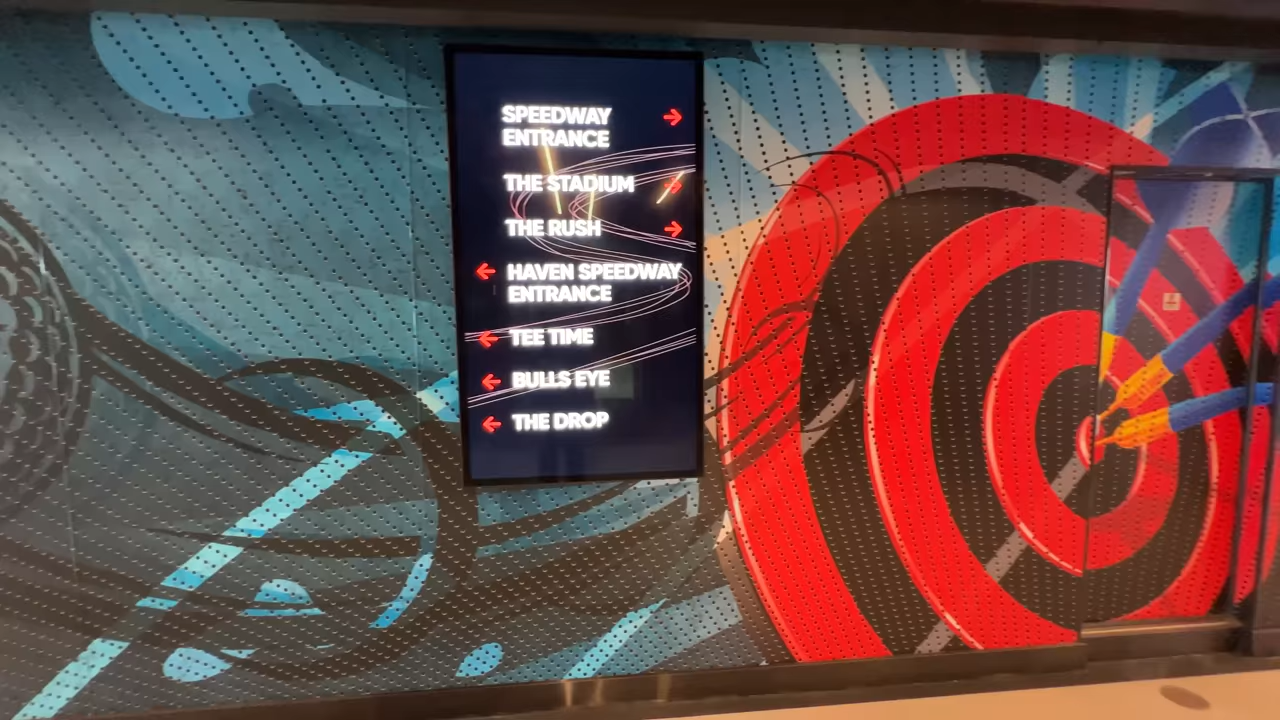 SPEEDWAY
ENTRANCE
THE STADIUM
THE RUSH
HAVEN SPEEDWAY
ENTRANCE
TEE TIME
BULLS EYE
THE DROP